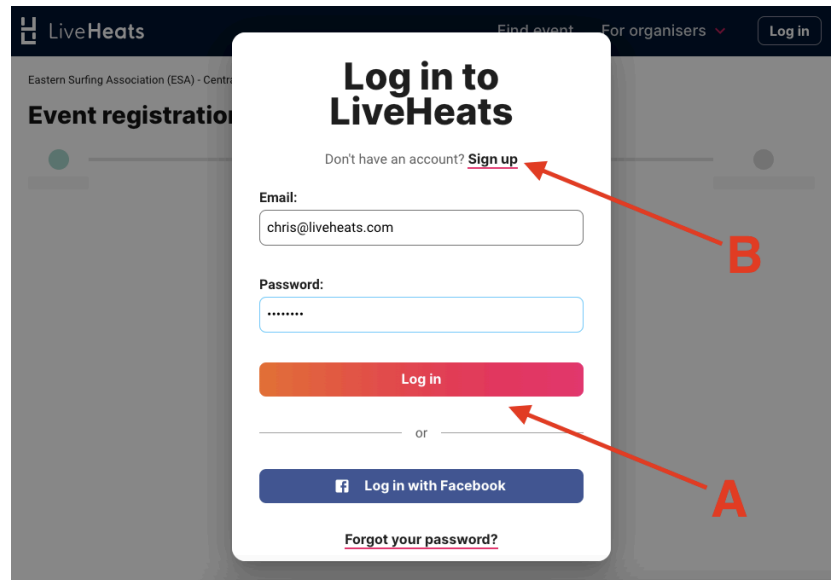 LiveHeats
Find event
For organisers
Log in
Eastern Surfing Association (ESA) - Centra
Event registration
Log in to
LiveHeats
Don't have an account? Sign up
Email:
chris@liveheats.com
B
Password:
••••••••
Log in
or
A
Log in with Facebook
Forgot your password?